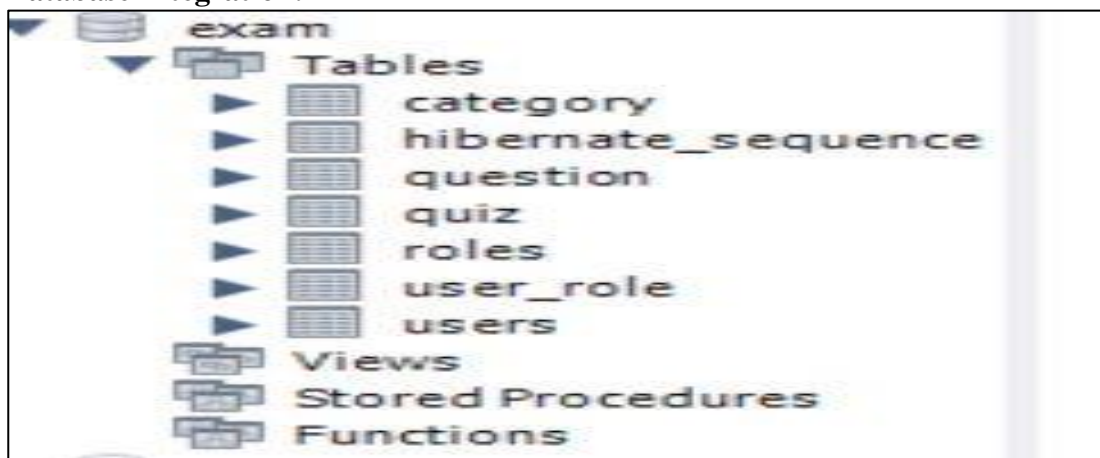 exam
Tables
category
hibernate_sequence
question
quiz
roles
user_role
users
Views
Stored Procedures
Functions